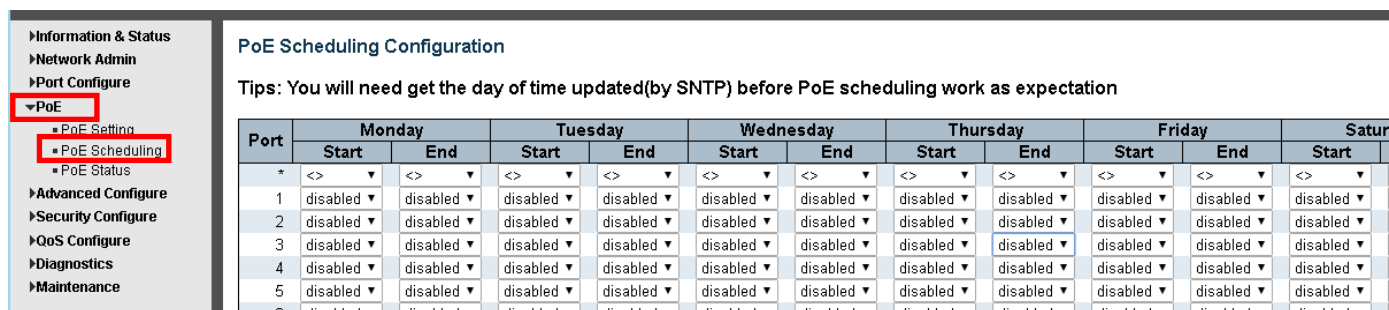 Information & Status
Network Admin
Port Configure
PoE
PoE Setting
PoE Scheduling
PoE Status
Advanced Configure
Security Configure
QoS Configure
Diagnostics
Maintenance
PoE Scheduling Configuration
Tips: You will need get the day of time updated(by SNTP) before PoE scheduling work as expectation
Port Monday Tuesday Wednesday Thursday Friday Satur
Start End Start End Start End Start End Start End Start
* <> <> <> <> <> <> <> <> <> <> <>
1 disabled disabled disabled disabled disabled disabled disabled disabled disabled disabled disabled
2 disabled disabled disabled disabled disabled disabled disabled disabled disabled disabled disabled
3 disabled disabled disabled disabled disabled disabled disabled disabled disabled disabled disabled
4 disabled disabled disabled disabled disabled disabled disabled disabled disabled disabled disabled
5 disabled disabled disabled disabled disabled disabled disabled disabled disabled disabled disabled